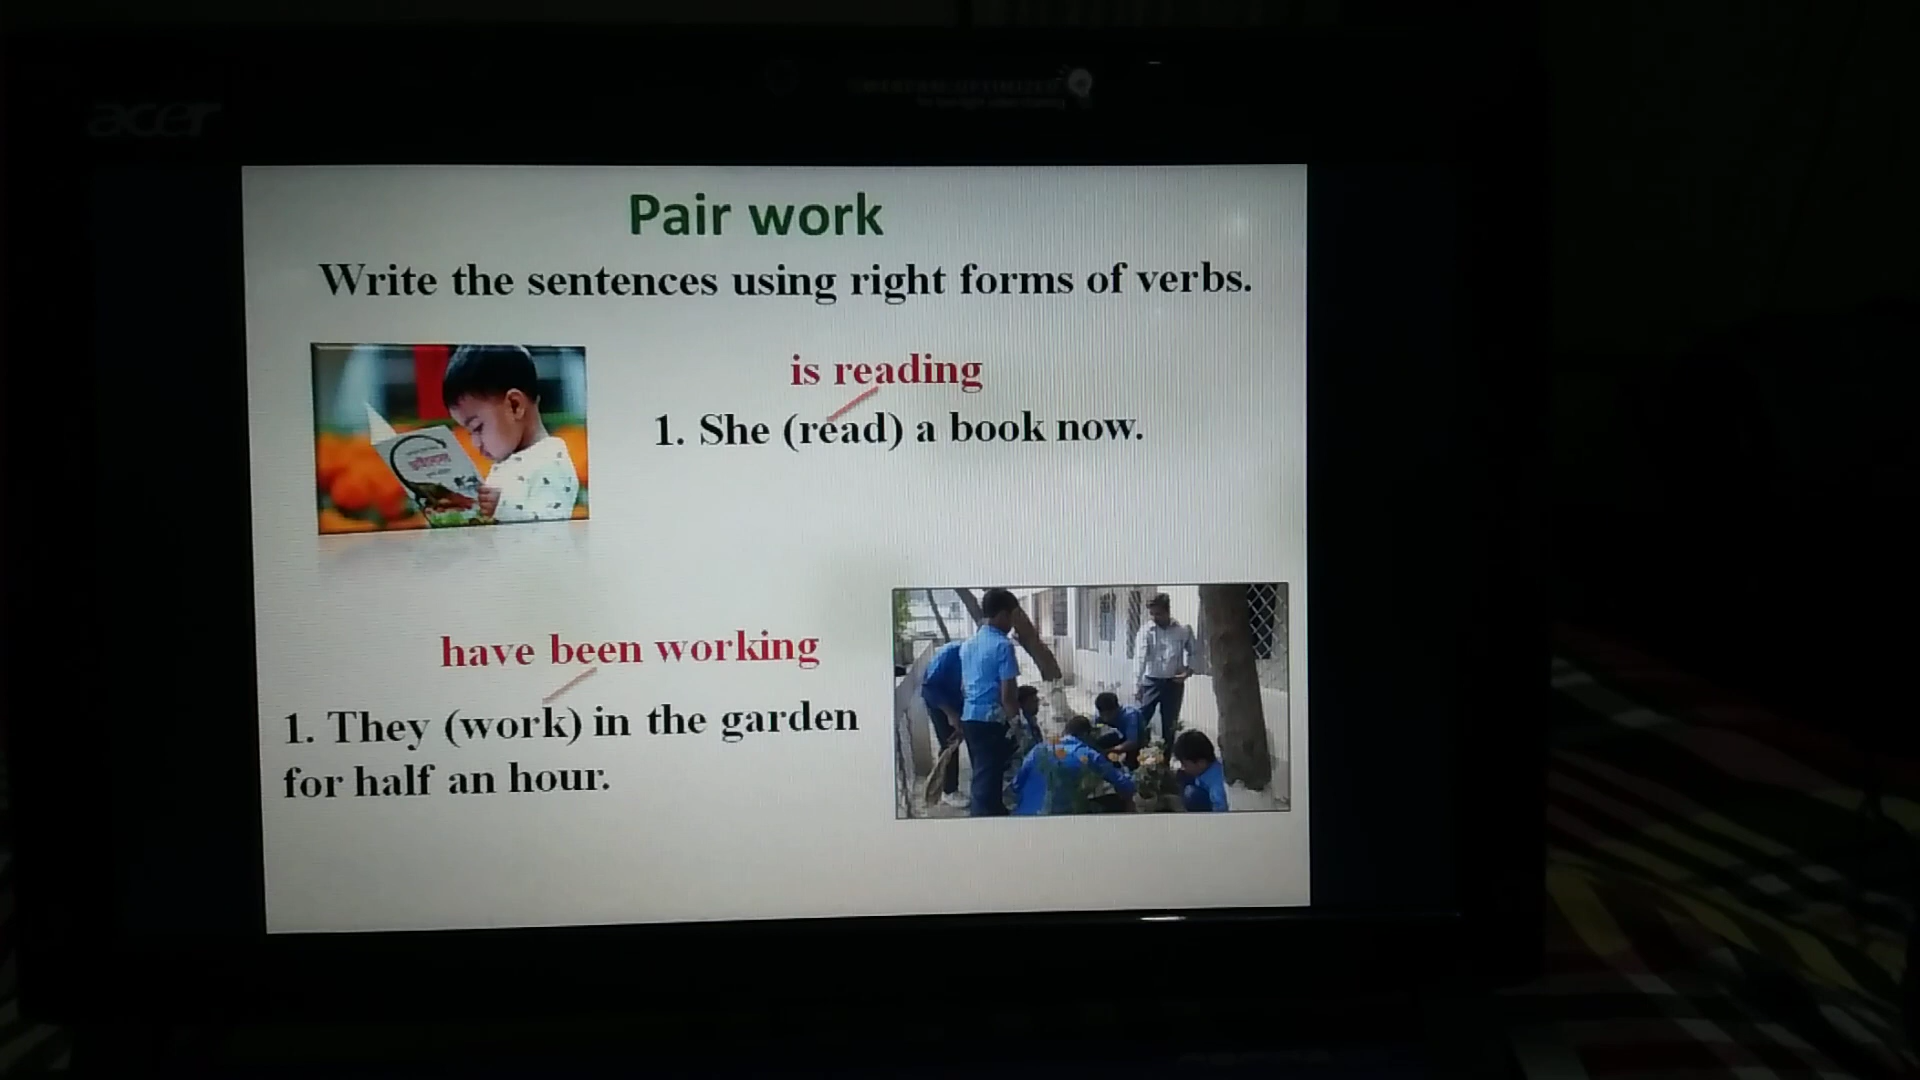 acer
Pair work
Write the sentences using right forms of verbs.
is reading
1. She (read) a book now.
have been working
1. They (work) in the garden
for half an hour.